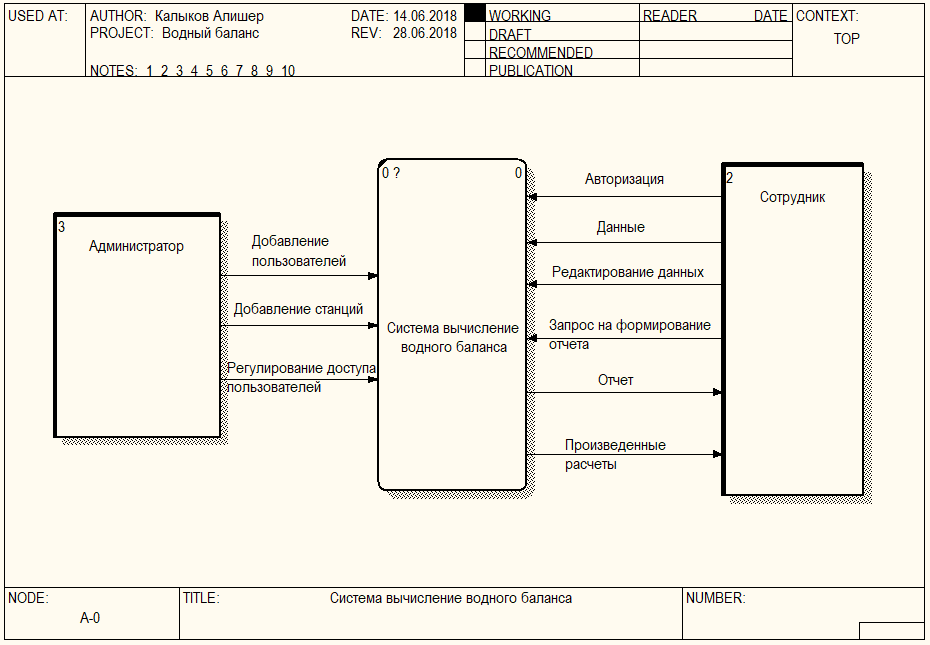 USED AT:
AUTHOR: Калыков Алишер
DATE: 14.06.2018
PROJECT: Водный баланс
REV: 28.06.2018
NOTES: 1 2 3 4 5 6 7 8 9 10
WORKING
DRAFT
RECOMMENDED
PUBLICATION
READER DATE
CONTEXT:
TOP
3
Администратор
Добавление
пользователей
Добавление станций
Регулирование доступа
пользователей
0 ? 0
Система вычисление
водного баланса
Авторизация
Данные
Редактирование данных
Запрос на формирование
отчета
Отчет
Произведенные
расчеты
2
Сотрудник
NODE:
A-0
TITLE:
Система вычисление водного баланса
NUMBER: